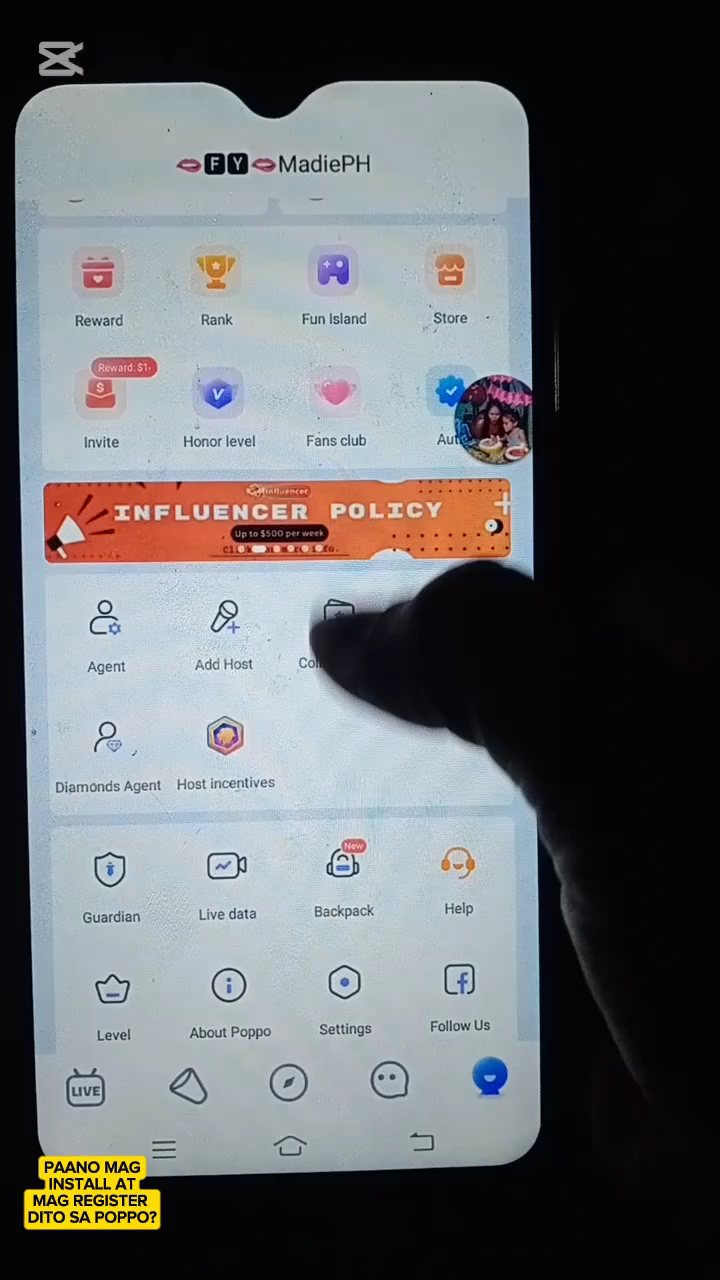 FY MadiePH
Reward Rank Fun Island Store
Reward: $1
Invite Honor level Fans club
Influencer
INFLUENCER POLICY
Up to $500 per week
Agent Add Host
Diamonds Agent Host incentives
New
Guardian Live data Backpack Help
Level About Poppo Settings Follow Us
LIVE
PAANO MAG
INSTALL AT
MAG REGISTER
DITO SA POPPO?